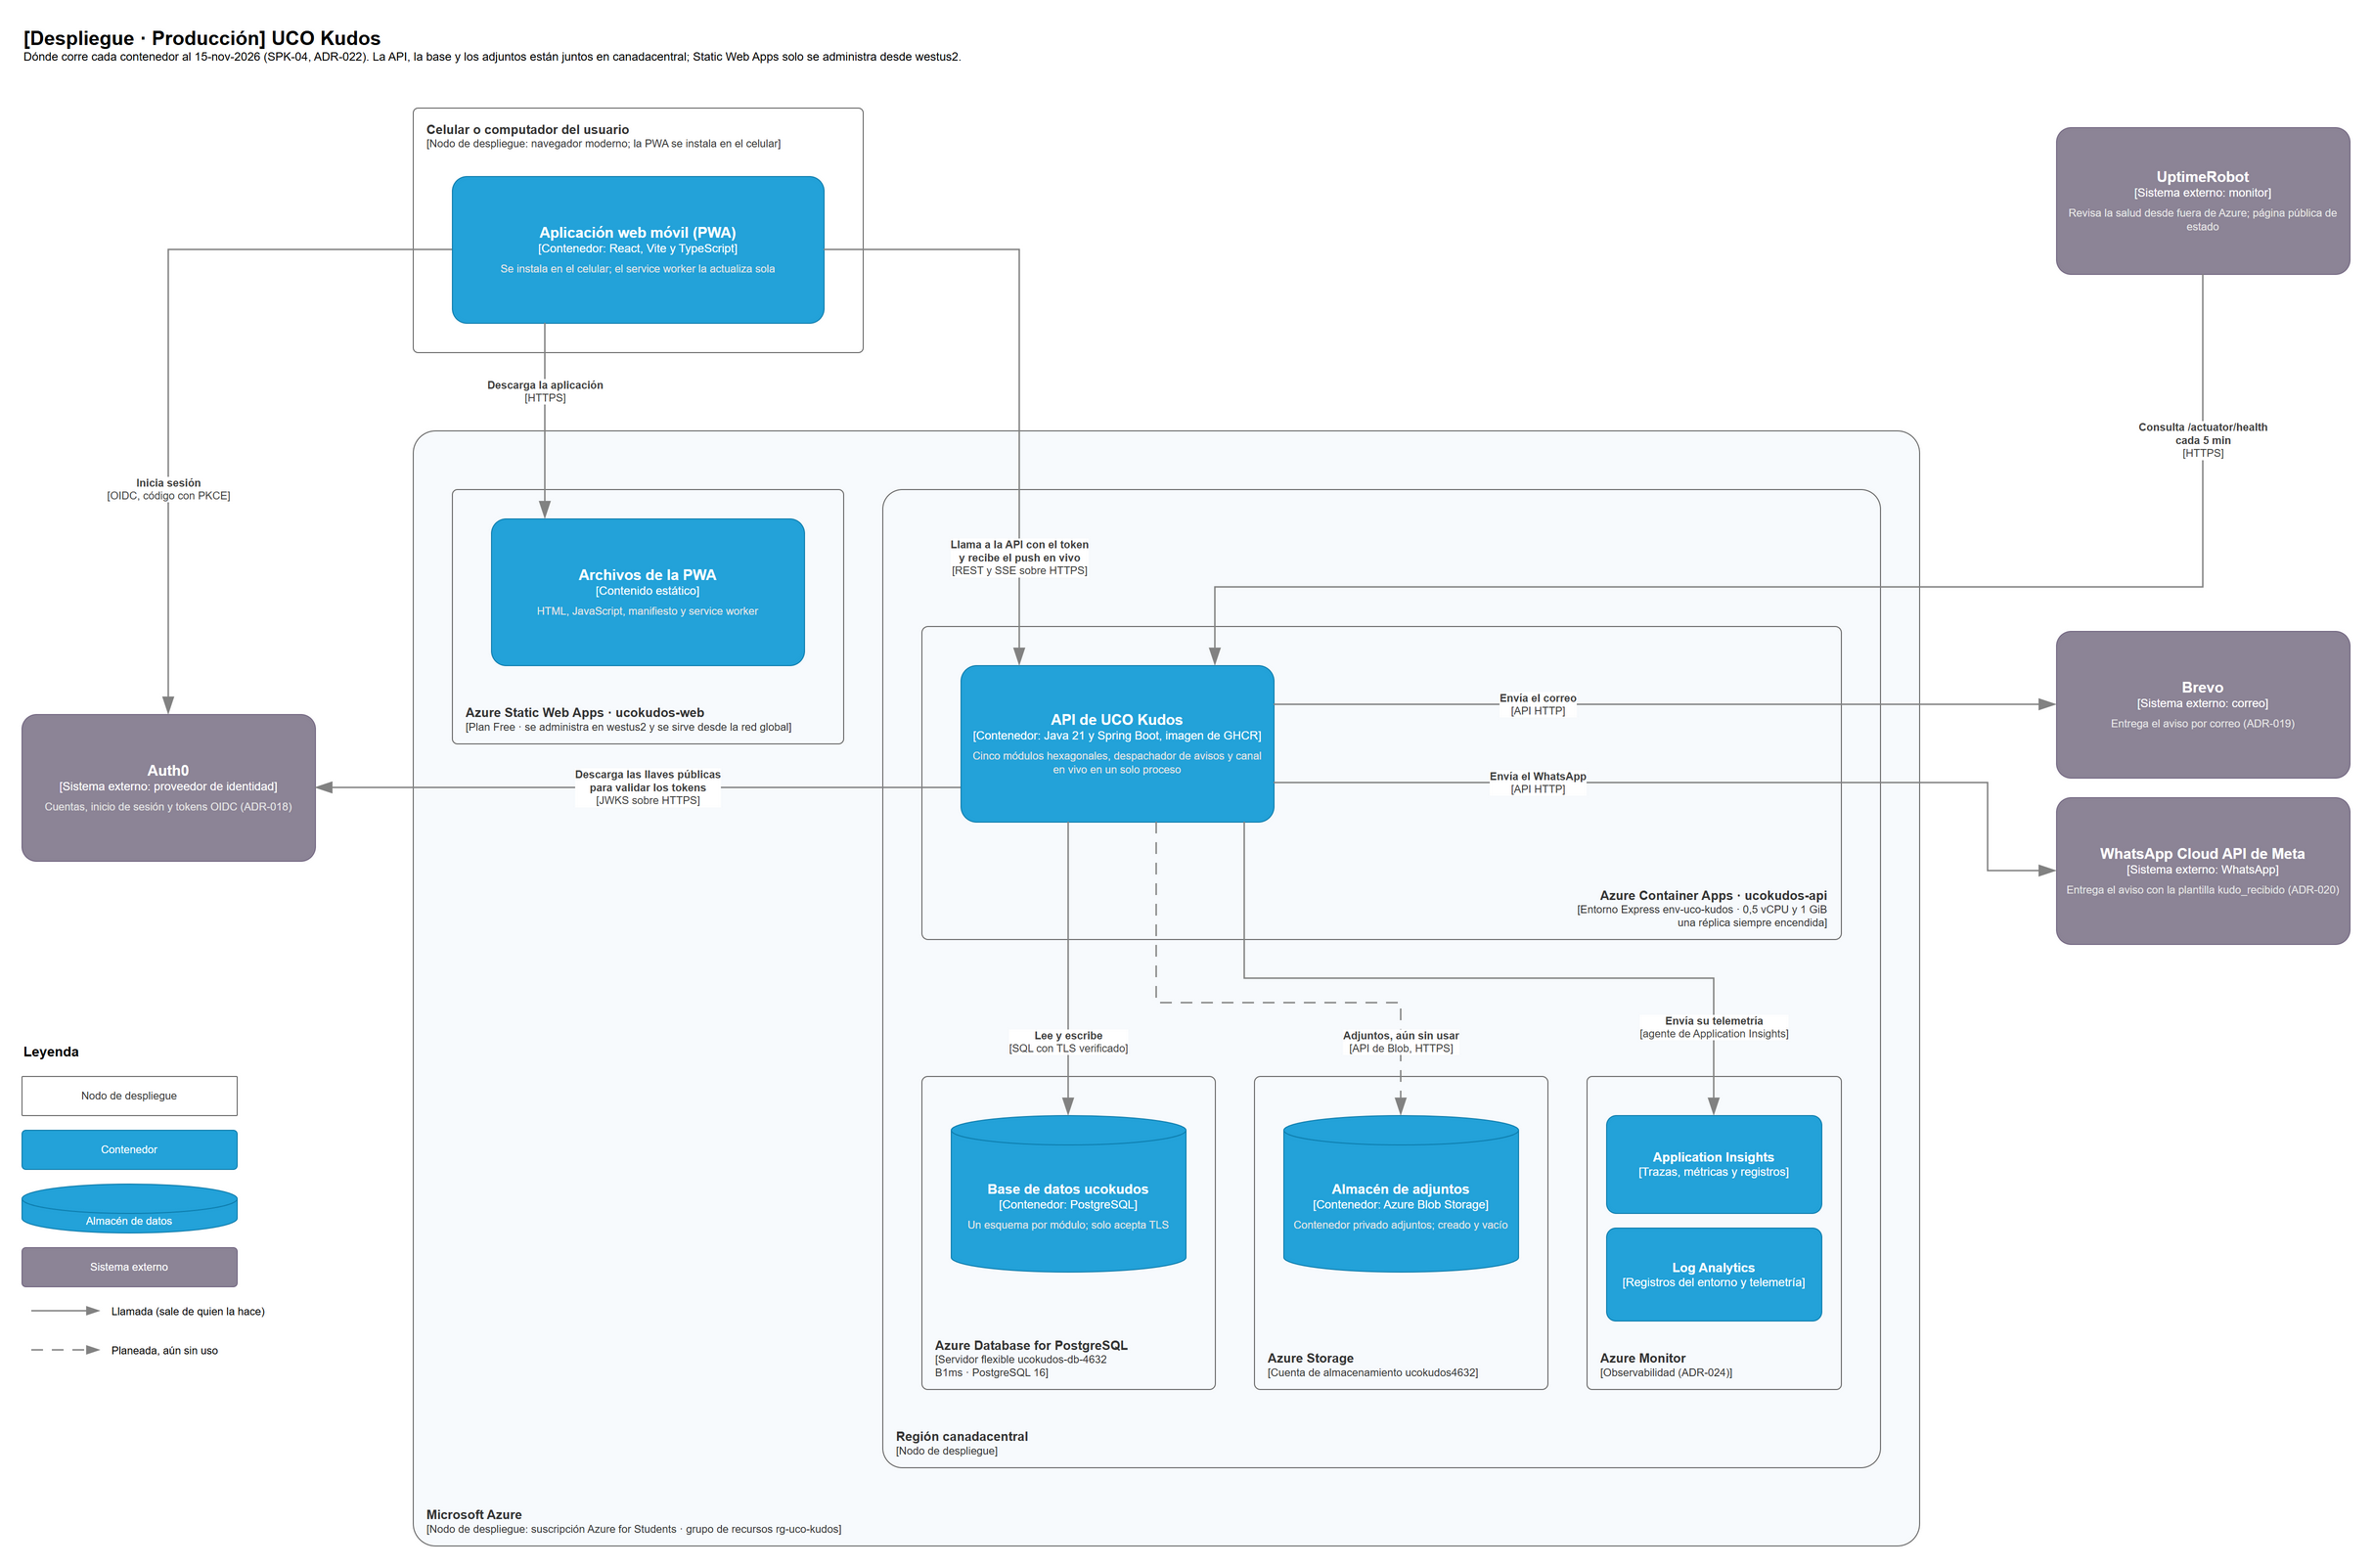 [Despliegue · Producción] UCO Kudos
Dónde corre cada contenedor al 15-nov-2026 (SPK-04, ADR-022). La API, la base y los adjuntos están juntos en canadacentral; Static Web Apps solo se administra desde westus2.
Celular o computador del usuario
[Nodo de despliegue: navegador moderno; la PWA se instala en el celular]
Aplicación web móvil (PWA)
[Contenedor: React, Vite y TypeScript]
Se instala en el celular; el service worker la actualiza sola
UptimeRobot
[Sistema externo: monitor]
Revisa la salud desde fuera de Azure; página pública de
estado
Descarga la aplicación
[HTTPS]
Consulta /actuator/health
cada 5 min
[HTTPS]
Inicia sesión
[OIDC, código con PKCE]
Llama a la API con el token
y recibe el push en vivo
[REST y SSE sobre HTTPS]
Archivos de la PWA
[Contenido estático]
HTML, JavaScript, manifiesto y service worker
Azure Static Web Apps · ucokudos-web
[Plan Free · se administra en westus2 y se sirve desde la red global]
API de UCO Kudos
[Contenedor: Java 21 y Spring Boot, imagen de GHCR]
Cinco módulos hexagonales, despachador de avisos y canal
en vivo en un solo proceso
Envía el correo
[API HTTP]
Brevo
[Sistema externo: correo]
Entrega el aviso por correo (ADR-019)
Auth0
[Sistema externo: proveedor de identidad]
Cuentas, inicio de sesión y tokens OIDC (ADR-018)
Descarga las llaves públicas
para validar los tokens
[JWKS sobre HTTPS]
Envía el WhatsApp
[API HTTP]
WhatsApp Cloud API de Meta
[Sistema externo: WhatsApp]
Entrega el aviso con la plantilla kudo_recibido (ADR-020)
Azure Container Apps · ucokudos-api
[Entorno Express env-uco-kudos · 0,5 vCPU y 1 GiB
una réplica siempre encendida]
Lee y escribe
[SQL con TLS verificado]
Adjuntos, aún sin usar
[API de Blob, HTTPS]
Envía su telemetría
[agente de Application Insights]
Base de datos ucokudos
[Contenedor: PostgreSQL]
Un esquema por módulo; solo acepta TLS
Almacén de adjuntos
[Contenedor: Azure Blob Storage]
Contenedor privado adjuntos; creado y vacío
Application Insights
[Trazas, métricas y registros]
Log Analytics
[Registros del entorno y telemetría]
Azure Database for PostgreSQL
[Servidor flexible ucokudos-db-4632
B1ms · PostgreSQL 16]
Azure Storage
[Cuenta de almacenamiento ucokudos4632]
Azure Monitor
[Observabilidad (ADR-024)]
Región canadacentral
[Nodo de despliegue]
Microsoft Azure
[Nodo de despliegue: suscripción Azure for Students · grupo de recursos rg-uco-kudos]
Leyenda
Nodo de despliegue
Contenedor
Almacén de datos
Sistema externo
Llamada (sale de quien la hace)
Planeada, aún sin uso